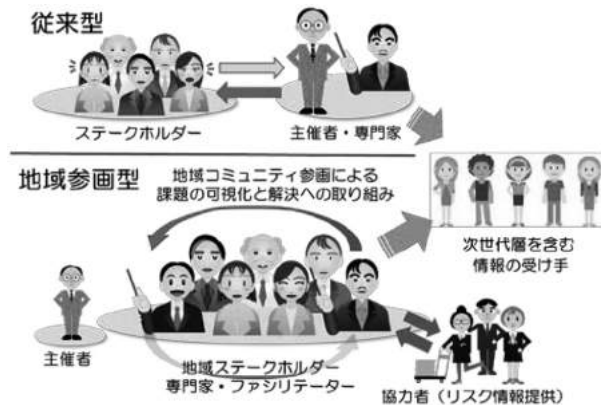 従来型
ステークホルダー
主催者・専門家
地域参画型
地域コミュニティ参画による
課題の可視化と解決への取り組み
次世代層を含む
情報の受け手
主催者
地域ステークホルダー
専門家・ファシリテーター
協力者（リスク情報提供）